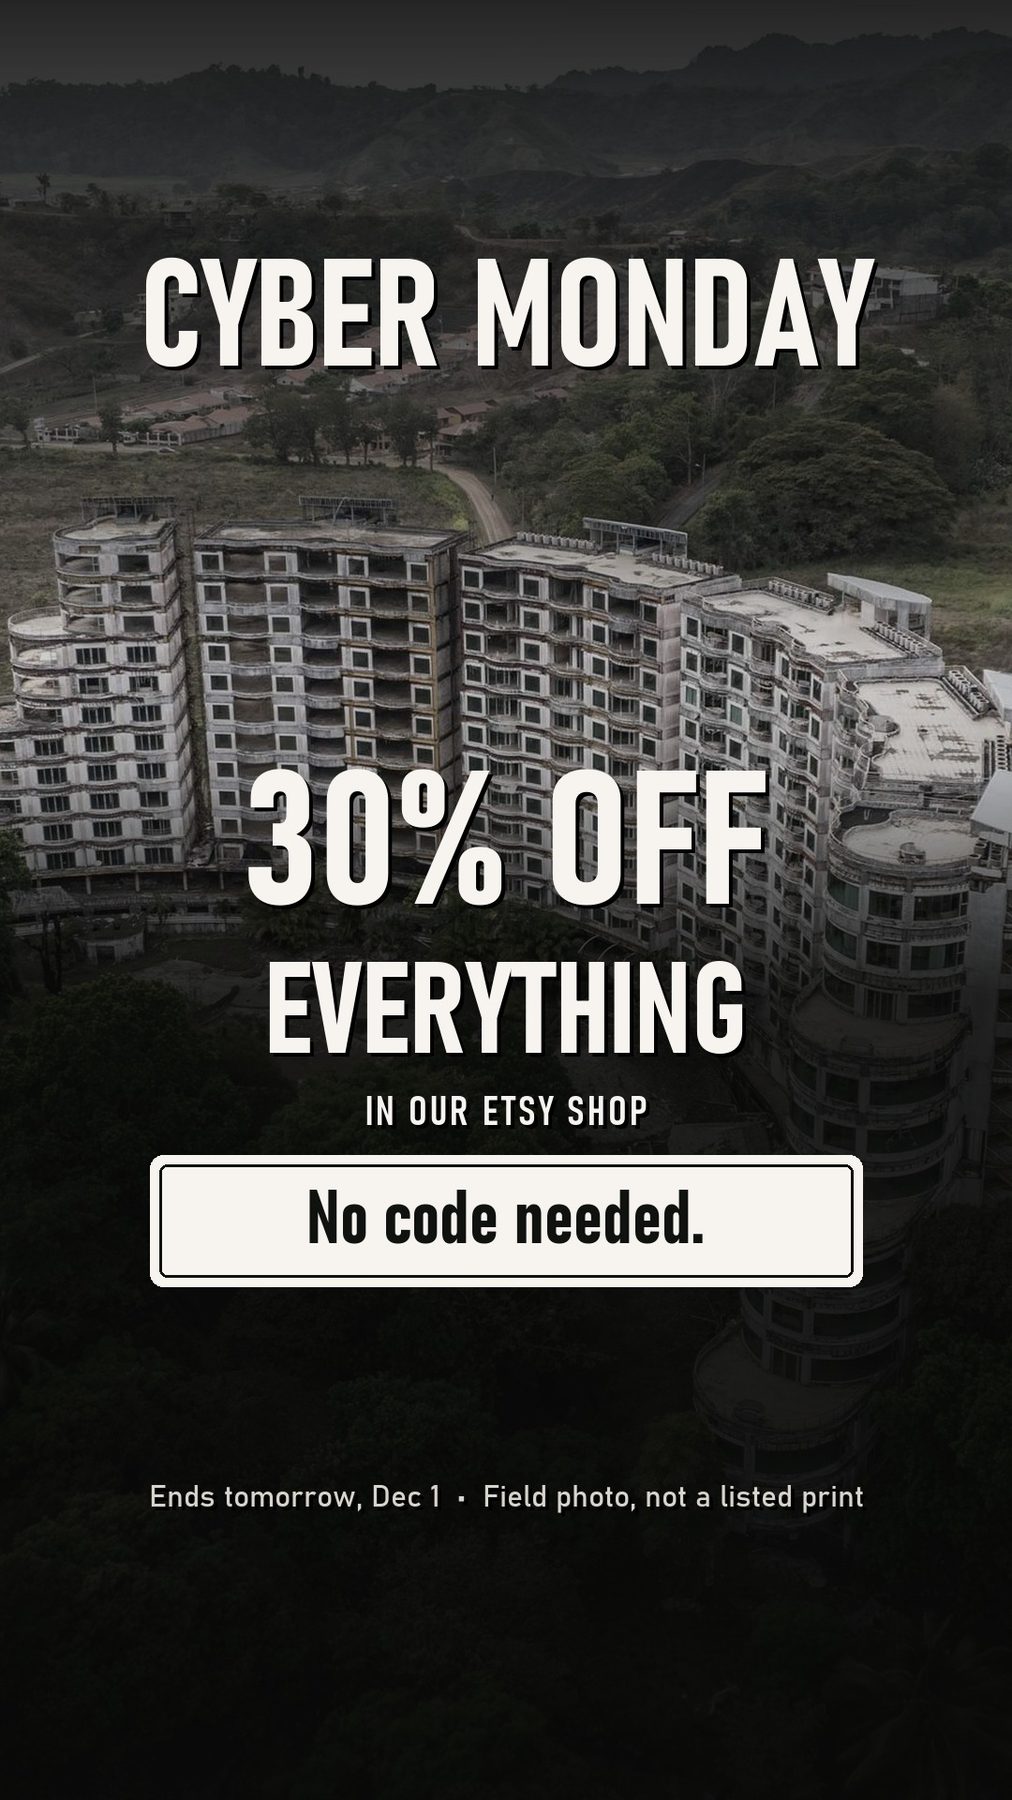 CYBER MONDAY
30% OFF
EVERYTHING
IN OUR ETSY SHOP
No code needed.
Ends tomorrow, Dec 1 · Field photo, not a listed print